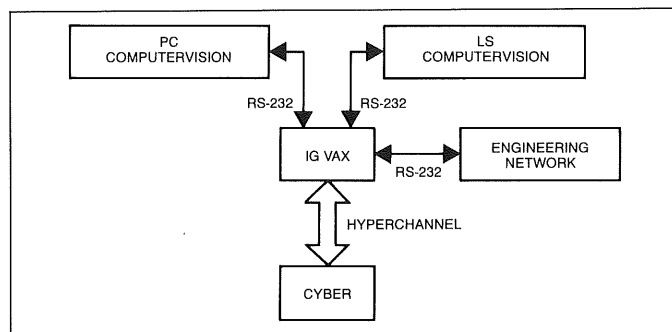 PC
COMPUTERVISION
LS
COMPUTERVISION
RS-232
RS-232
IG VAX
RS-232
ENGINEERING
NETWORK
HYPERCHANNEL
CYBER